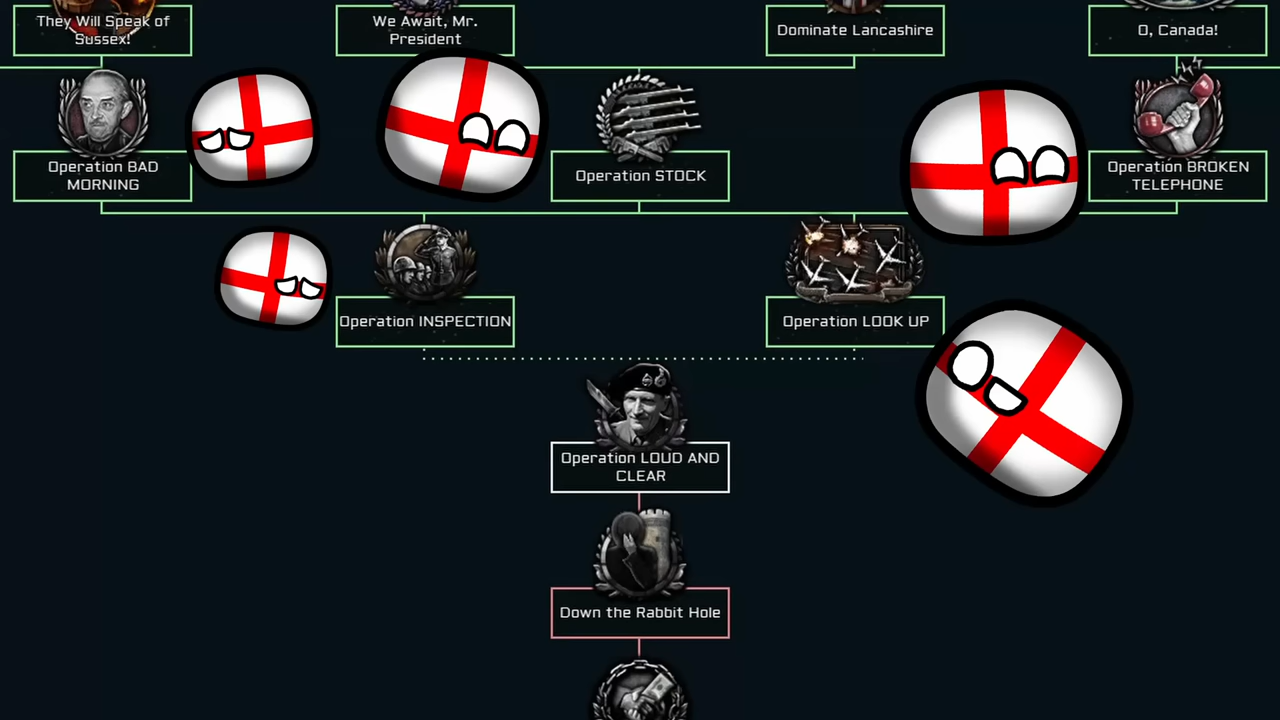 They Will Speak of
Sussex!
We Await, Mr.
President
Dominate Lancashire
O, Canada!
Operation BAD
MORNING
Operation STOCK
Operation BROKEN
TELEPHONE
Operation INSPECTION
Operation LOOK UP
Operation LOUD AND
CLEAR
Down the Rabbit Hole